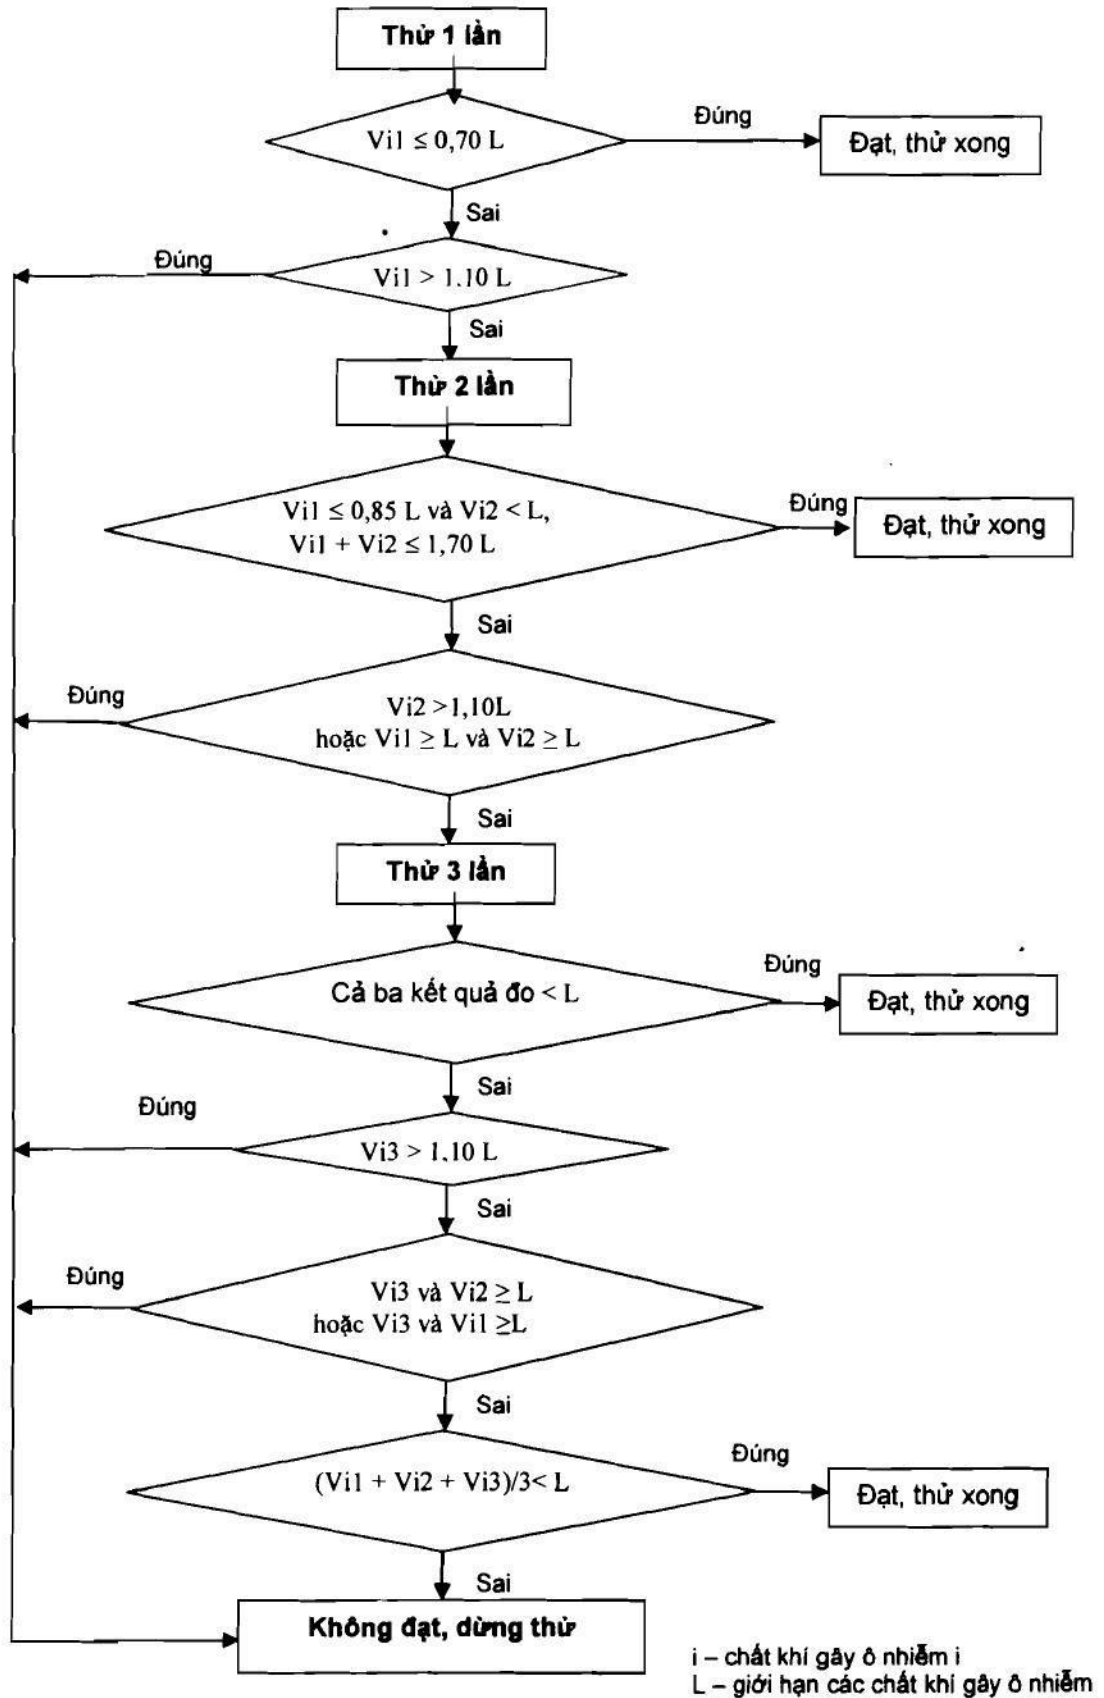 Thử 1 lần
Vi1 ≤ 0,70 L
Đúng
Đạt, thử xong
Sai
Vi1 > 1.10 L
Đúng
Sai
Thử 2 lần
Vi1 ≤ 0,85 L và Vi2 < L,
Vi1 + Vi2 ≤ 1,70 L
Đúng
Đạt, thử xong
Sai
Vi2 >1,10L
hoặc Vi1 ≥ L và Vi2 ≥ L
Đúng
Sai
Thử 3 lần
Cả ba kết quả đo < L
Đúng
Đạt, thử xong
Sai
Vi3 > 1.10 L
Đúng
Sai
Vi3 và Vi2 ≥ L
hoặc Vi3 và Vi1 ≥L
Đúng
Sai
(Vi1 + Vi2 + Vi3)/3< L
Đúng
Đạt, thử xong
Sai
Không đạt, dừng thử
i – chất khí gây ô nhiễm i
L – giới hạn các chất khí gây ô nhiễm